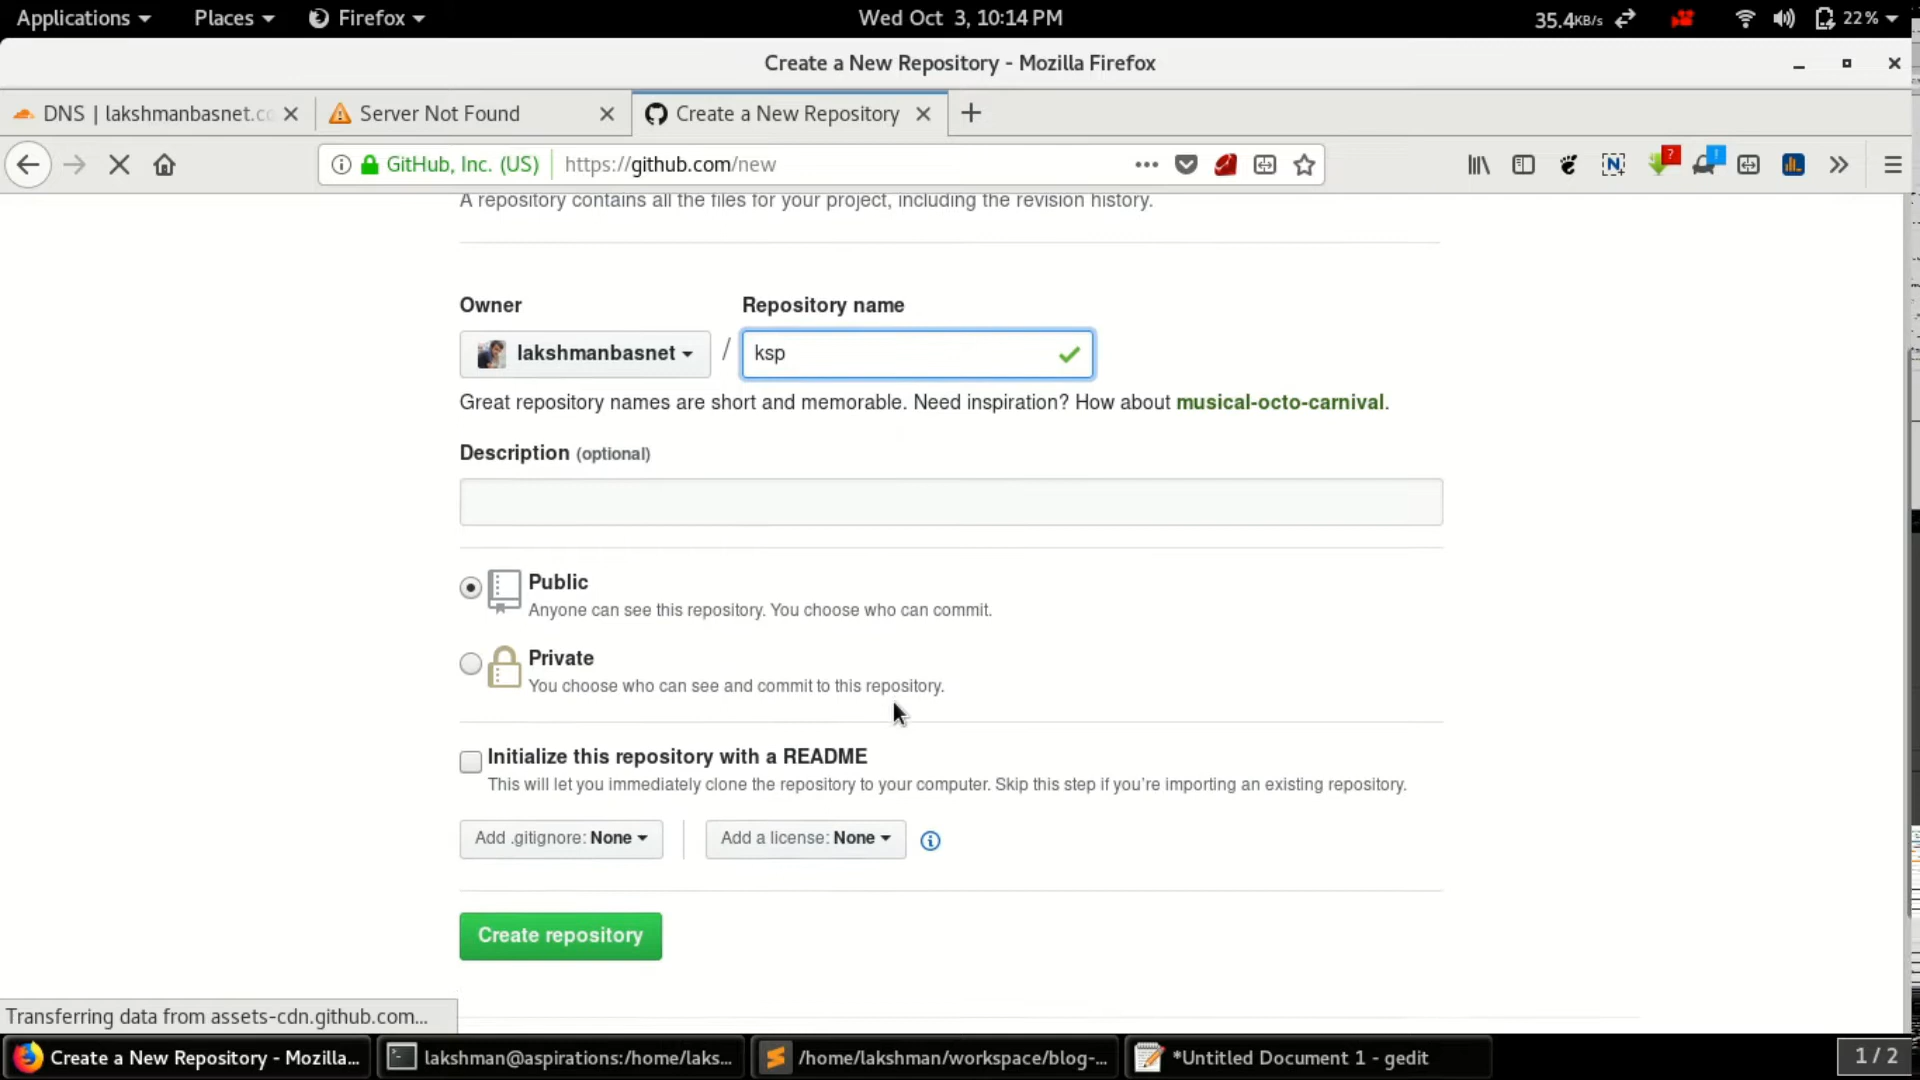 Applications Places Firefox Wed Oct 3, 10:14 PM 35.4KB/s 22%
Create a New Repository - Mozilla Firefox
DNS | lakshmanbasnet.co Server Not Found Create a New Repository
GitHub, Inc. (US) https://github.com/new
A repository contains all the files for your project, including the revision history.
Owner Repository name
lakshmanbasnet / ksp
Great repository names are short and memorable. Need inspiration? How about musical-octo-carnival.
Description (optional)
Public
Anyone can see this repository. You choose who can commit.
Private
You choose who can see and commit to this repository.
Initialize this repository with a README
This will let you immediately clone the repository to your computer. Skip this step if you’re importing an existing repository.
Add .gitignore: None Add a license: None
Create repository
Transferring data from assets-cdn.github.com...
Create a New Repository - Mozilla... lakshman@aspirations:/home/laks... /home/lakshman/workspace/blog-... *Untitled Document 1 - gedit 1 / 2